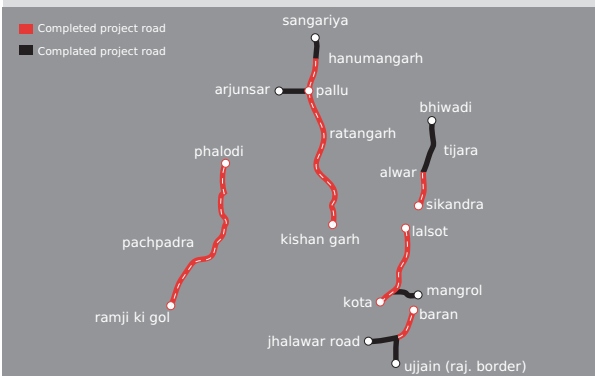 sangariya
Completed project road
Complated project road
hanumangarh
arjunsar
pallu
bhiwadi
ratangarh
phalodi
tijara
alwar
sikandra
lalsot
kishan garh
pachpadra
mangrol
kota
baran
ramji ki gol
jhalawar road
ujjain (raj. border)